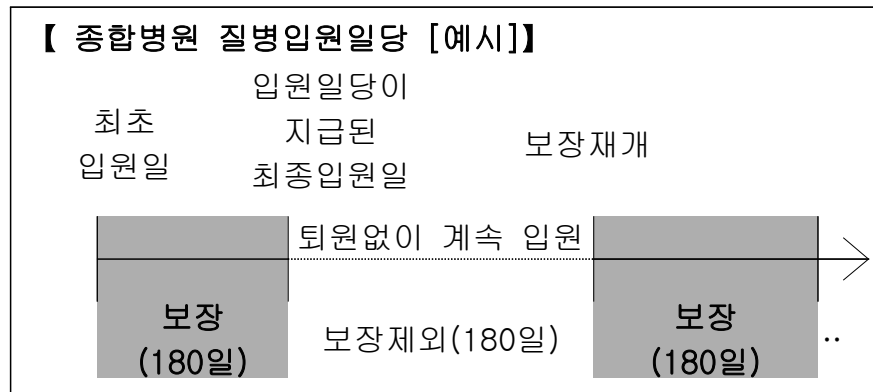 【 종합병원 질병입원일당 [예시]】
최초
입원일
입원일당이
지급된
최종입원일
보장재개
퇴원없이 계속 입원
보장
(180일)
보장제외(180일)
보장
(180일)
..